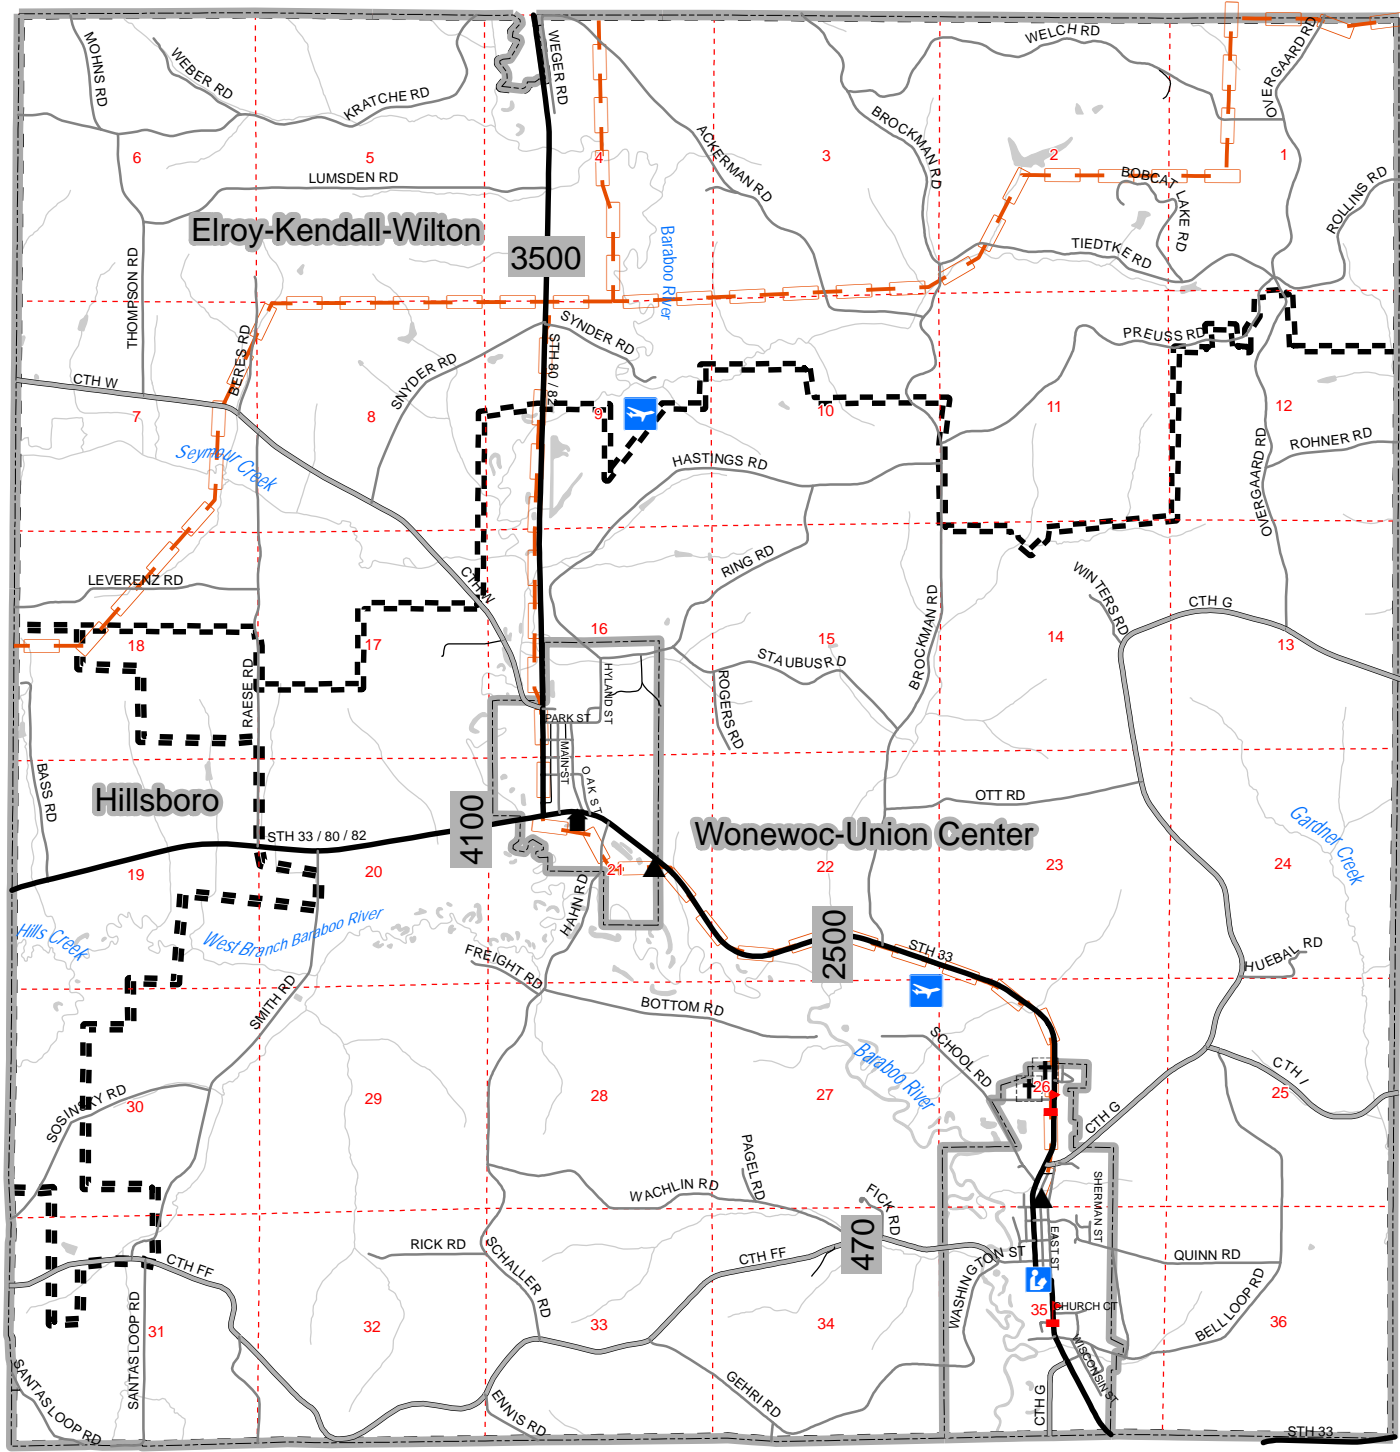 MOHNS RD
WEBER RD
KRATCHE RD
WEGER RD
WELCH RD
OVERGAARD RD
ACKERMAN RD
BROCKMAN RD
6
5
4
3
2
1
LUMSDEN RD
BOBCAT LAKE RD
ROLLINS RD
Elroy-Kendall-Wilton
3500
Baraboo River
TIEDTKE RD
THOMPSON RD
SYNDER RD
STH 80 / 82
PREUSS RD
BERES RD
SNYDER RD
CTH W
7
8
9
10
11
12
Seymour Creek
HASTINGS RD
ROHNER RD
OVERGAARD RD
RING RD
LEVERENZ RD
CTH W
WINTERS RD
CTH G
BROCKMAN RD
18
17
16
15
14
13
STAUBUS RD
HYLAND ST
ROGERS RD
RAESE RD
PARK ST
MAIN ST
OAK ST
BASS RD
Hillsboro
OTT RD
4100
STH 33 / 80 / 82
Wonewoc-Union Center
Gardner Creek
19
20
21
22
23
24
HAHN RD
Hills Creek
West Branch Baraboo River
FREIGHT RD
2500
STH 33
HUEBAL RD
SMITH RD
BOTTOM RD
SCHOOL RD
Baraboo River
CTH I
SOSINSKY RD
30
29
28
27
26
25
CTH G
PAGEL RD
WACHLIN RD
FICK RD
SHERMAN ST
470
RICK RD
SCHALLER RD
CTH FF
CTH FF
WASHINGTON ST
EAST ST
QUINN RD
BELL LOOP RD
CHURCH CT
31
32
33
34
35
36
SANTAS LOOP RD
SANTAS LOOP RD
WISCONSIN ST
GEHRI RD
ENNIS RD
CTH G
STH 33